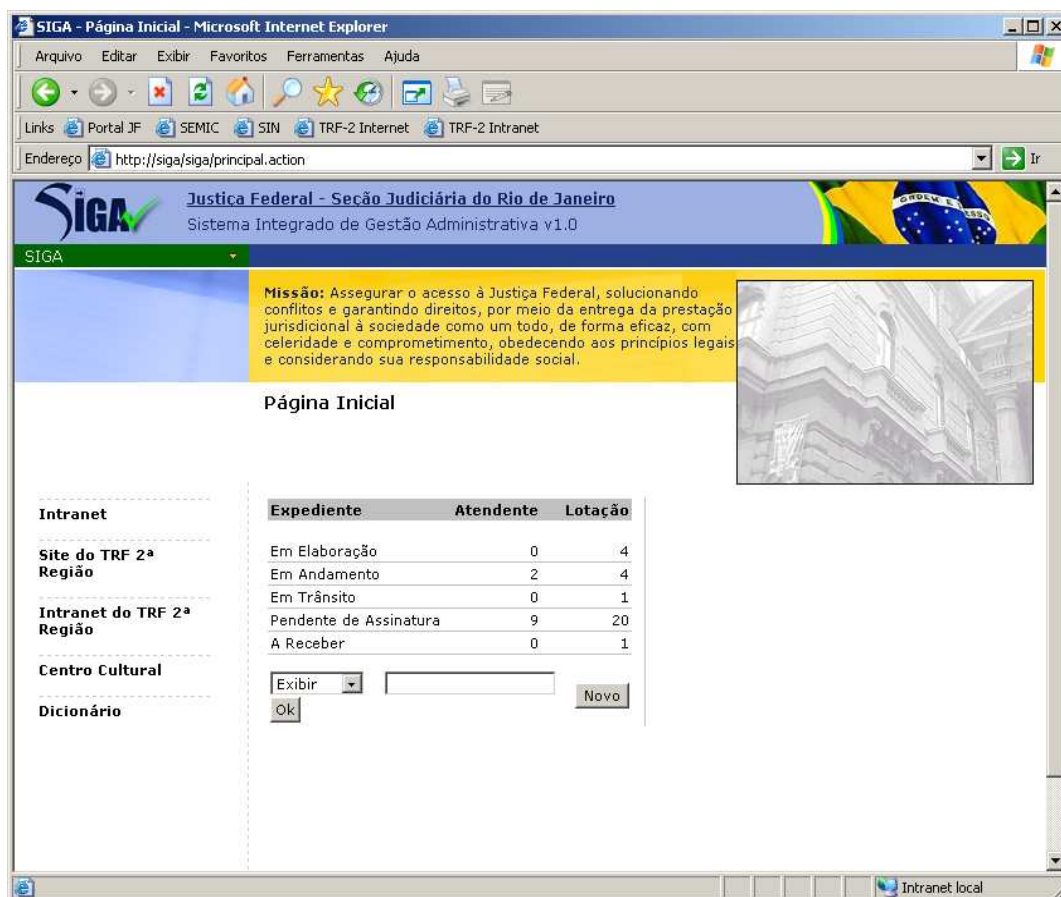 SIGA - Página Inicial - Microsoft Internet Explorer
Arquivo Editar Exibir Favoritos Ferramentas Ajuda
Links Portal JF SEMIC SIN TRF-2 Internet TRF-2 Intranet
Endereço http://siga/siga/principal.action Ir
SIGA
Justiça Federal - Seção Judiciária do Rio de Janeiro
Sistema Integrado de Gestão Administrativa v1.0
ORDEM E
ESSO
SIGA
Missão: Assegurar o acesso à Justiça Federal, solucionando
conflitos e garantindo direitos, por meio da entrega da prestação
jurisdicional à sociedade como um todo, de forma eficaz, com
celeridade e comprometimento, obedecendo aos princípios legais
e considerando sua responsabilidade social.
Página Inicial
Intranet
Site do TRF 2ª
Região
Intranet do TRF 2ª
Região
Centro Cultural
Dicionário
Expediente Atendente Lotação
Em Elaboração 0 4
Em Andamento 2 4
Em Trânsito 0 1
Pendente de Assinatura 9 20
A Receber 0 1
Exibir
Novo
Ok
Intranet local